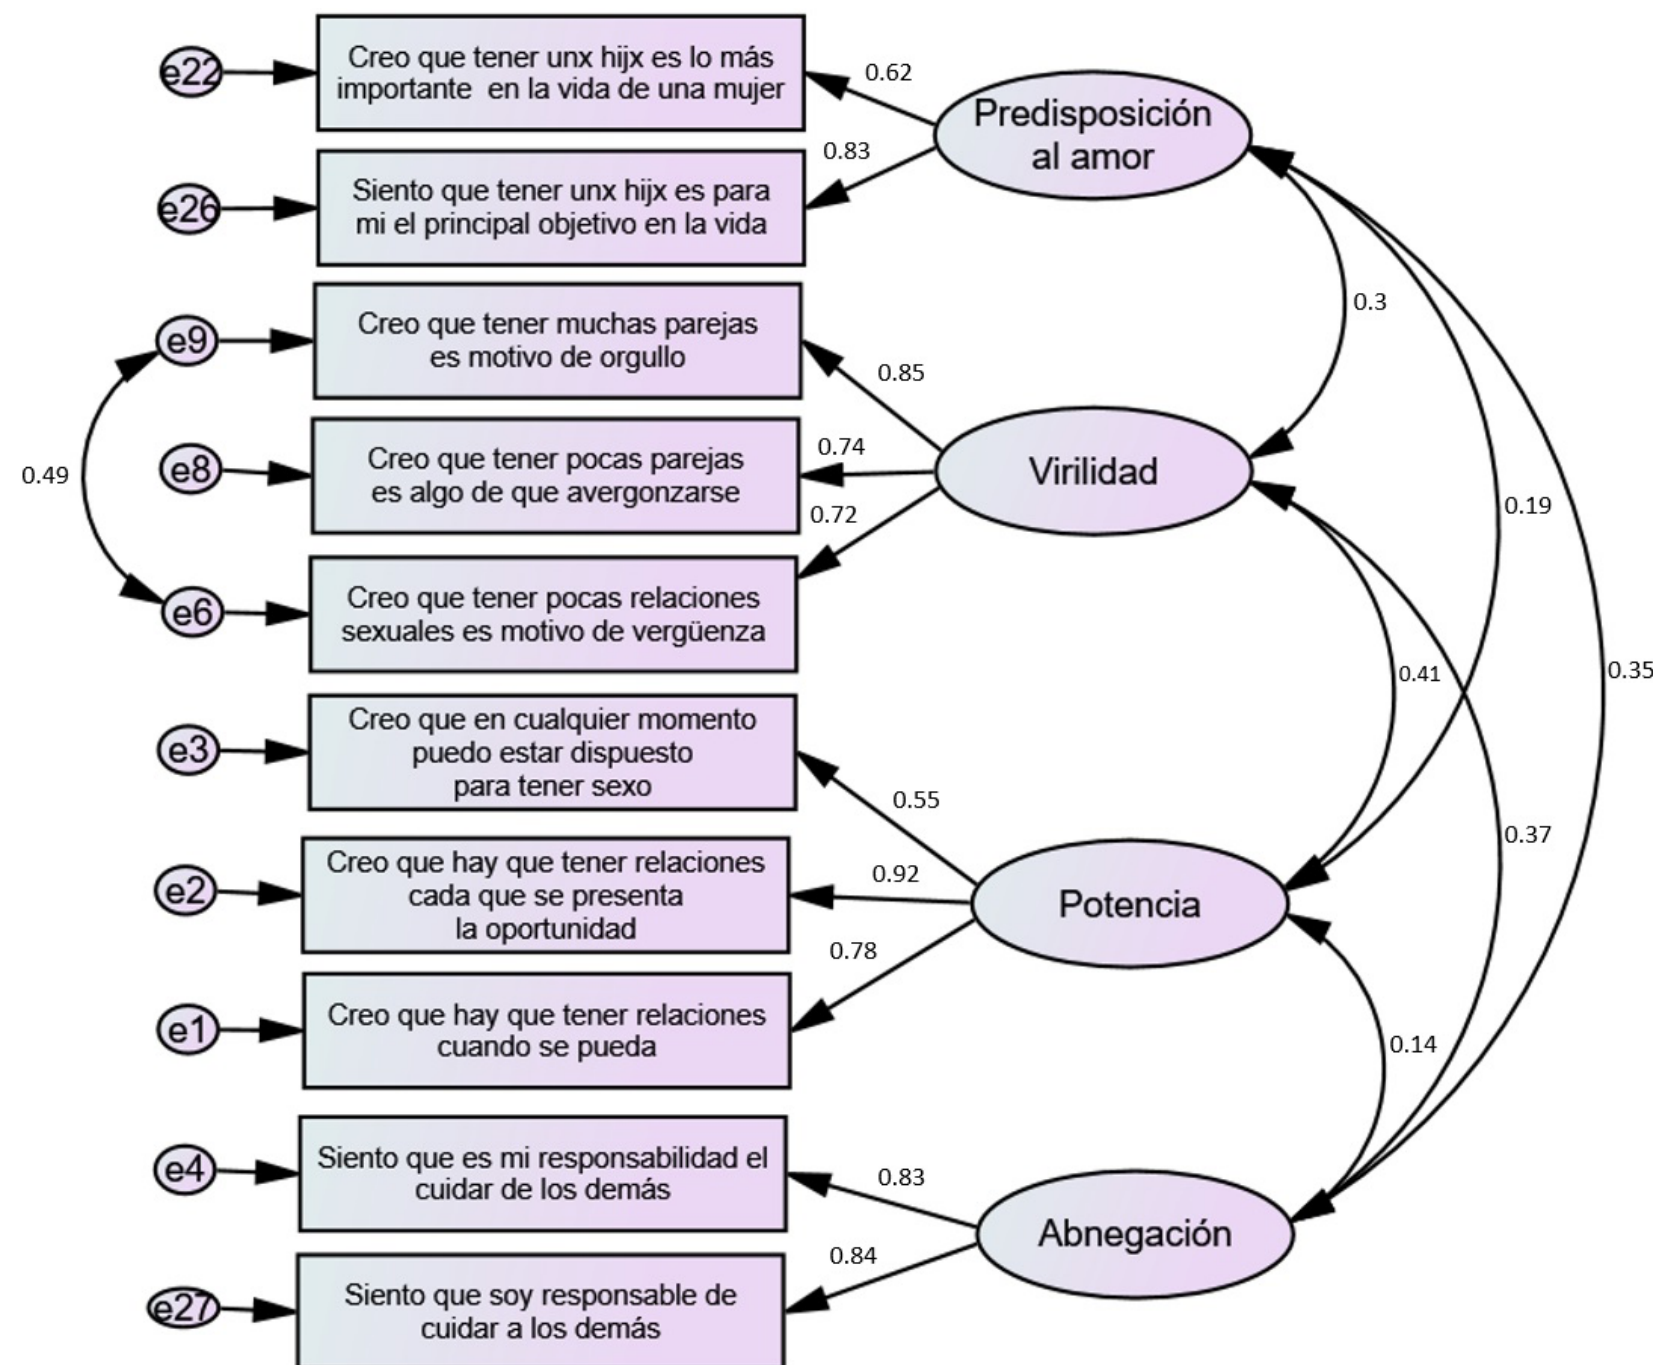 e22
Creo que tener unx hijx es lo más
importante en la vida de una mujer
0.62
Predisposición
al amor
0.83
e26
Siento que tener unx hijx es para
mi el principal objetivo en la vida
0.3
e9
Creo que tener muchas parejas
es motivo de orgullo
0.85
0.49
e8
Creo que tener pocas parejas
es algo de que avergonzarse
0.74
Virilidad
0.72
0.19
e6
Creo que tener pocas relaciones
sexuales es motivo de vergüenza
0.41
0.35
e3
Creo que en cualquier momento
puedo estar dispuesto
para tener sexo
0.55
0.37
e2
Creo que hay que tener relaciones
cada que se presenta
la oportunidad
0.92
Potencia
0.78
e1
Creo que hay que tener relaciones
cuando se pueda
0.14
e4
Siento que es mi responsabilidad el
cuidar de los demás
0.83
Abnegación
0.84
e27
Siento que soy responsable de
cuidar a los demás